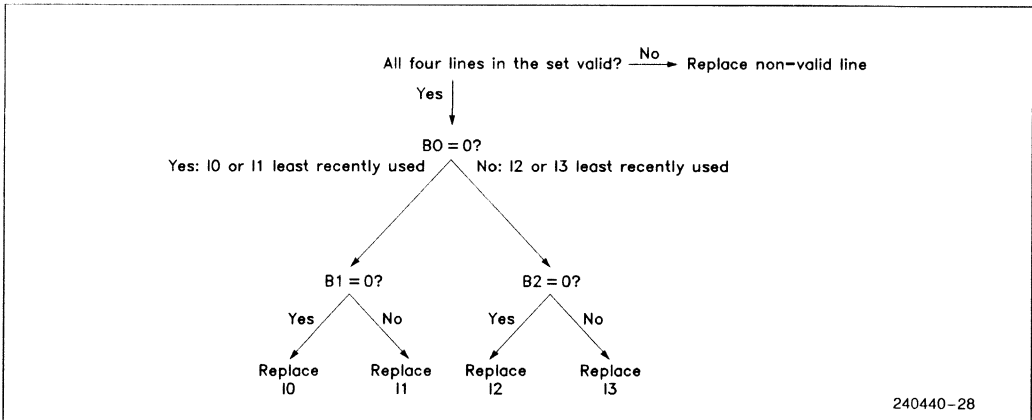 All four lines in the set valid? No Replace non-valid line
Yes
B0 = 0?
Yes: I0 or I1 least recently used No: I2 or I3 least recently used
B1 = 0? B2 = 0?
Yes No Yes No
Replace Replace Replace Replace
I0 I1 I2 I3
240440-28